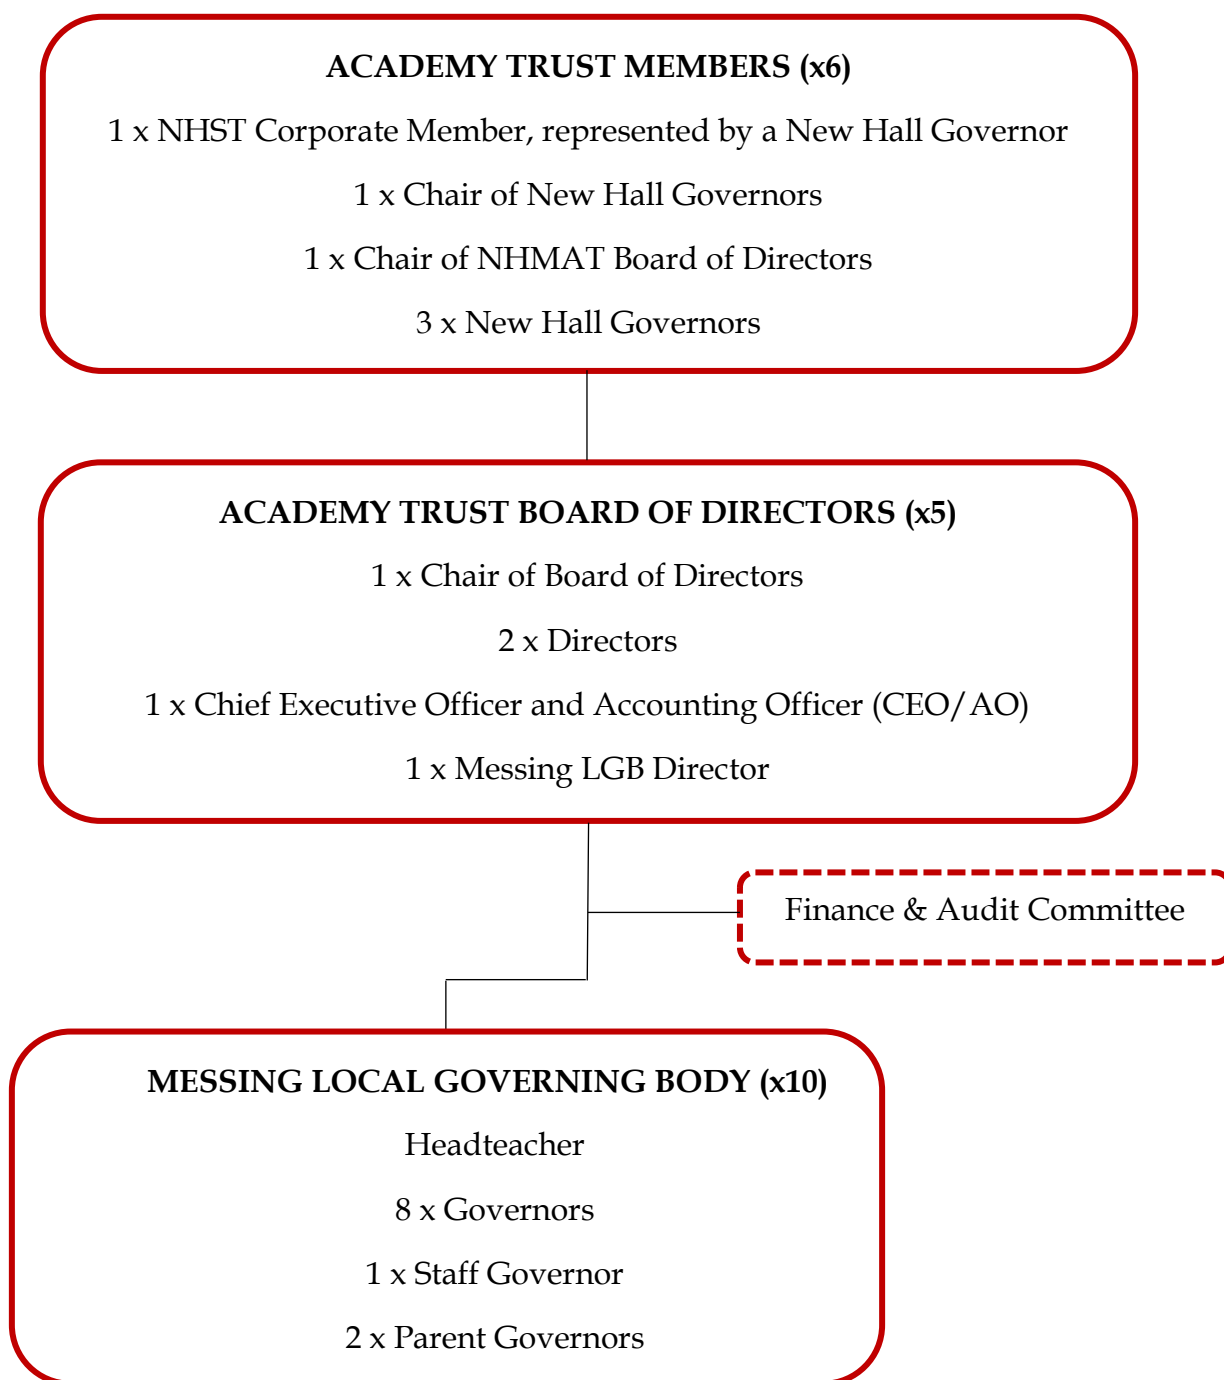 ACADEMY TRUST MEMBERS (x6)
1 x NHST Corporate Member, represented by a New Hall Governor
1 x Chair of New Hall Governors
1 x Chair of NHMAT Board of Directors
3 x New Hall Governors
ACADEMY TRUST BOARD OF DIRECTORS (x5)
1 x Chair of Board of Directors
2 x Directors
1 x Chief Executive Officer and Accounting Officer (CEO/AO)
1 x Messing LGB Director
Finance & Audit Committee
MESSING LOCAL GOVERNING BODY (x10)
Headteacher
8 x Governors
1 x Staff Governor
2 x Parent Governors